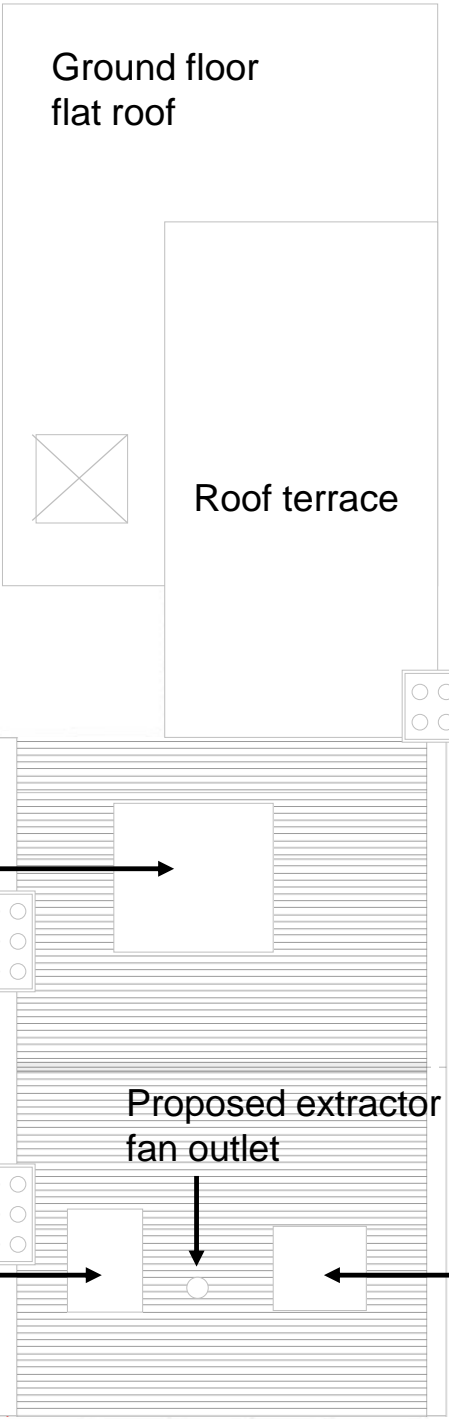 Ground floor
flat roof
Roof terrace
Proposed extractor
fan outlet